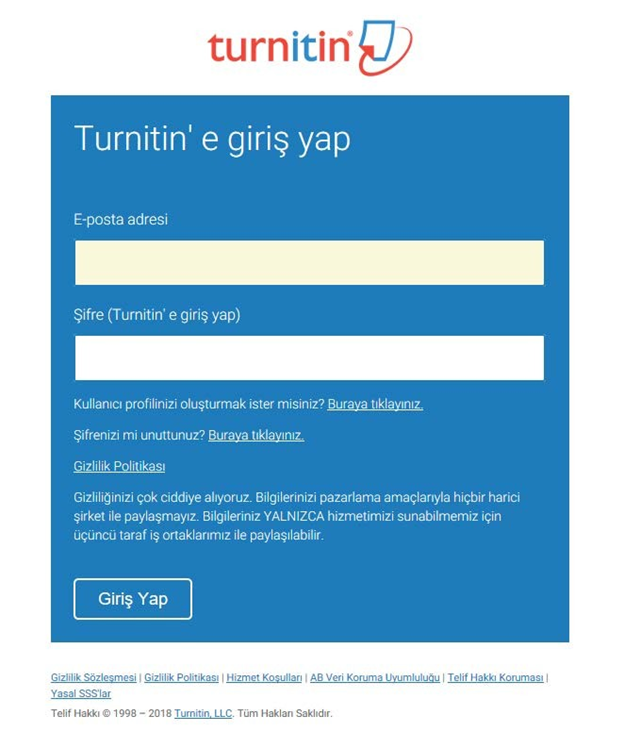 turnitin®
Turnitin' e giriş yap
E-posta adresi
Şifre (Turnitin' e giriş yap)
Kullanıcı profilinizi oluşturmak ister misiniz? Buraya tıklayınız.
Şifrenizi mi unuttunuz? Buraya tıklayınız.
Gizlilik Politikası
Gizliliğinizi çok ciddiye alıyoruz. Bilgilerinizi pazarlama amaçlarıyla hiçbir harici
şirket ile paylaşmayız. Bilgileriniz YALNIZCA hizmetimizi sunabilmemiz için
üçüncü taraf iş ortaklarımız ile paylaşılabilir.
Giriş Yap
Gizlilik Sözleşmesi | Gizlilik Politikası | Hizmet Koşulları | AB Veri Koruma Uyumluluğu | Telif Hakkı Koruması |
Yasal SSS'lar
Telif Hakkı © 1998 – 2018 Turnitin, LLC. Tüm Hakları Saklıdır.